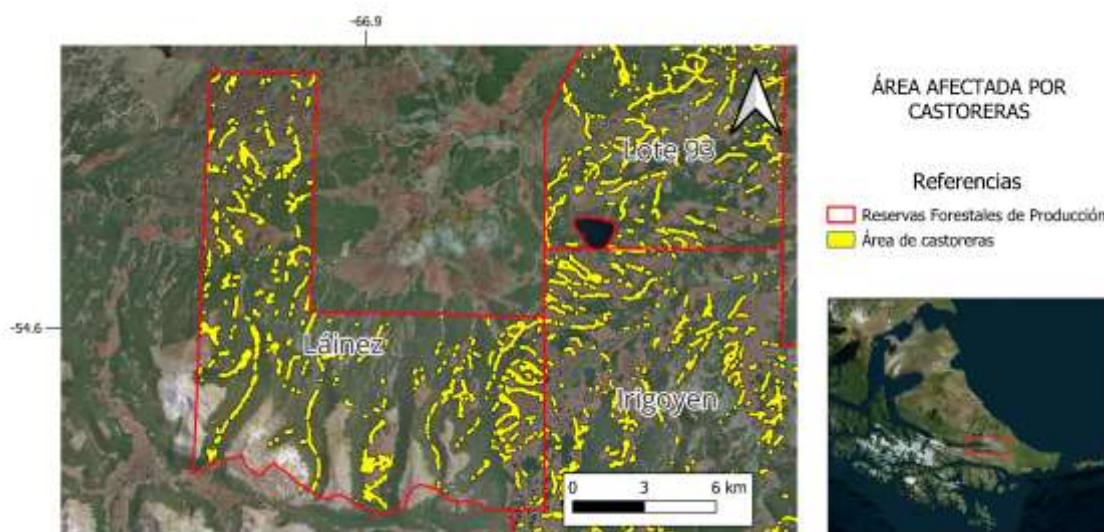 -66.9
-54.6
Lote 93
Láinez
Irigoyen
0 3 6 km
ÁREA AFECTADA POR
CASTORERAS
Referencias
Reservas Forestales de Producción
Área de castoreras